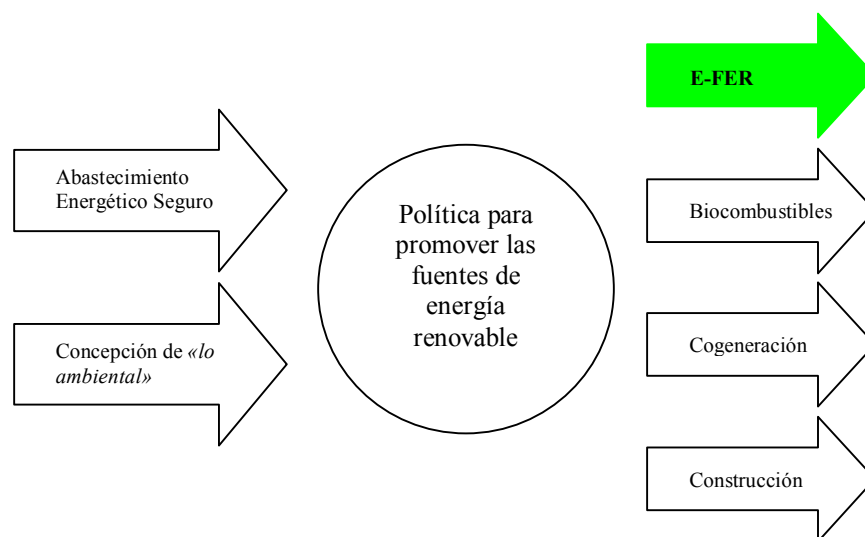 Abastecimiento
Energético Seguro
Concepción de «lo
ambiental»
Política para
promover las
fuentes de
energía
renovable
E-FER
Biocombustibles
Cogeneración
Construcción